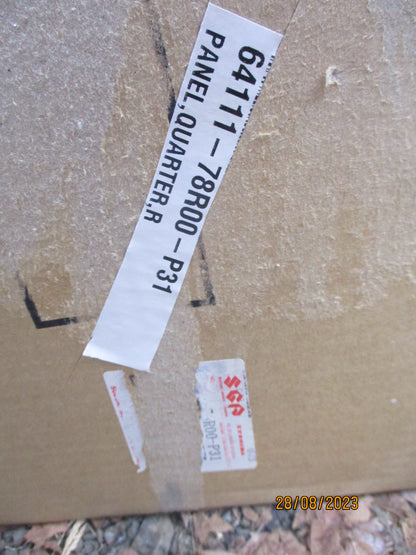 64111-78R00-P31
PANEL,QUARTER,R
SGP
-R00-P31
28/08/2023